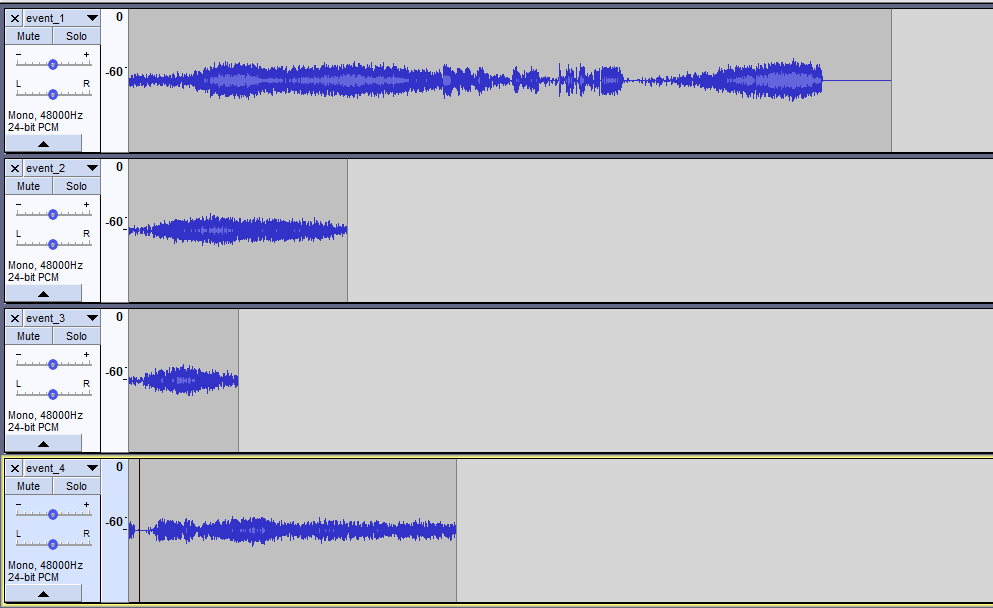 event_1
0
Mute Solo
- +
-60
L R
Mono, 48000Hz
24-bit PCM
event_2
0
Mute Solo
- +
-60
L R
Mono, 48000Hz
24-bit PCM
event_3
0
Mute Solo
- +
-60
L R
Mono, 48000Hz
24-bit PCM
event_4
0
Mute Solo
- +
-60
L R
Mono, 48000Hz
24-bit PCM